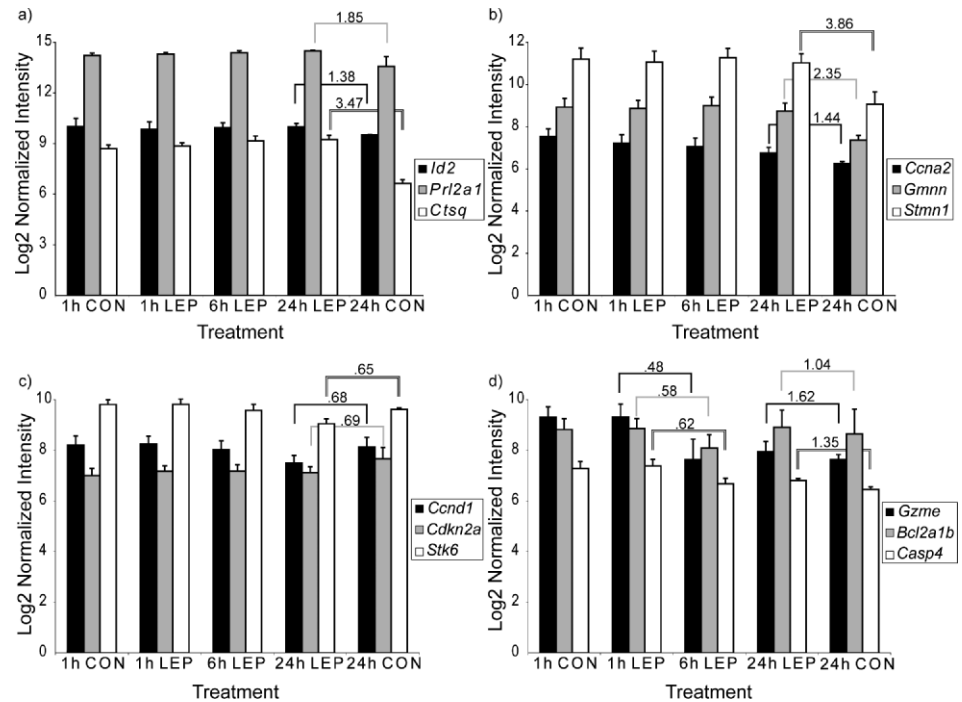 a)
Log2 Normalized Intensity
15
12
9
6
3
0
1.85
1.38
3.47
Id2
Prl2a1
Ctsq
1h CON 1h LEP 6h LEP 24h LEP 24h CON
Treatment
b)
Log2 Normalized Intensity
12
10
8
6
4
2
0
3.86
2.35
1.44
Ccna2
Gmnn
Stmn1
1h CON 1h LEP 6h LEP 24h LEP 24h CON
Treatment
c)
Log2 Normalized Intensity
10
8
6
4
2
0
.65
.68
.69
Ccnd1
Cdkn2a
Stk6
1h CON 1h LEP 6h LEP 24h LEP 24h CON
Treatment
d)
Log2 Normalized Intensity
10
8
6
4
2
0
.48
.58
.62
1.04
1.62
1.35
Gzme
Bcl2a1b
Casp4
1h CON 1h LEP 6h LEP 24h LEP 24h CON
Treatment